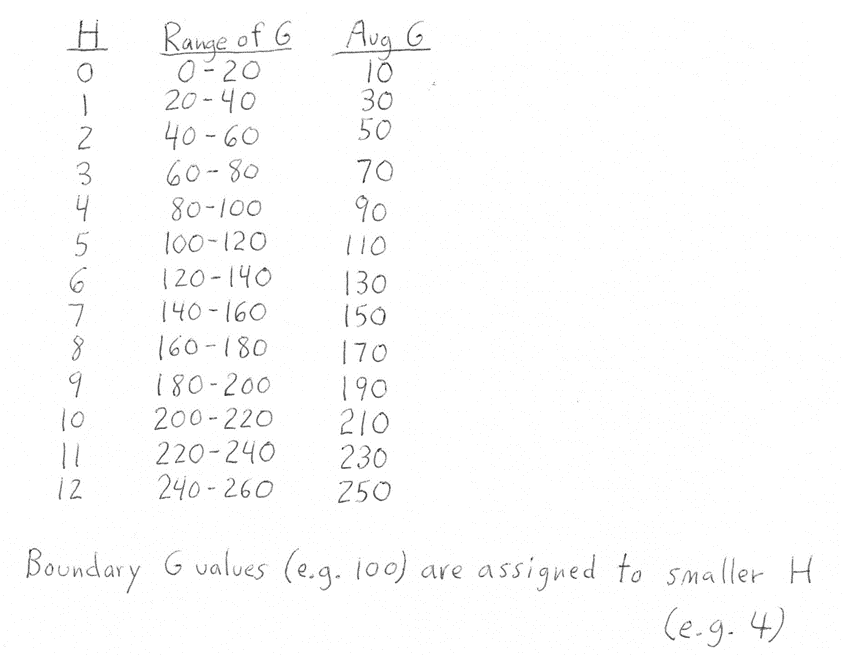 H Range of G Avg G
0 0-20 10
1 20-40 30
2 40-60 50
3 60-80 70
4 80-100 90
5 100-120 110
6 120-140 130
7 140-160 150
8 160-180 170
9 180-200 190
10 200-220 210
11 220-240 230
12 240-260 250
Boundary G values (e.g. 100) are assigned to smaller H
(e.g. 4)